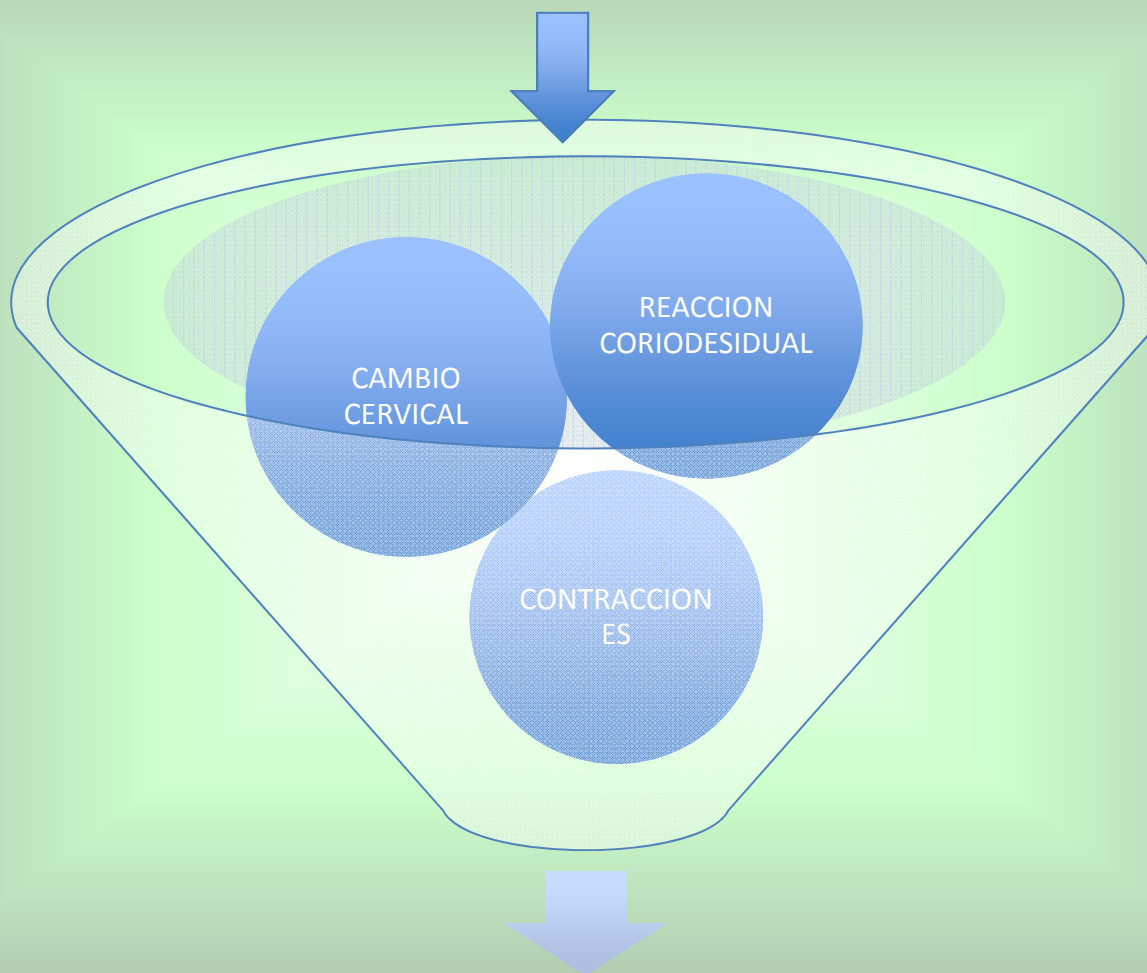 REACCION
CORIODESIDUAL
CAMBIO
CERVICAL
CONTRACCION
ES